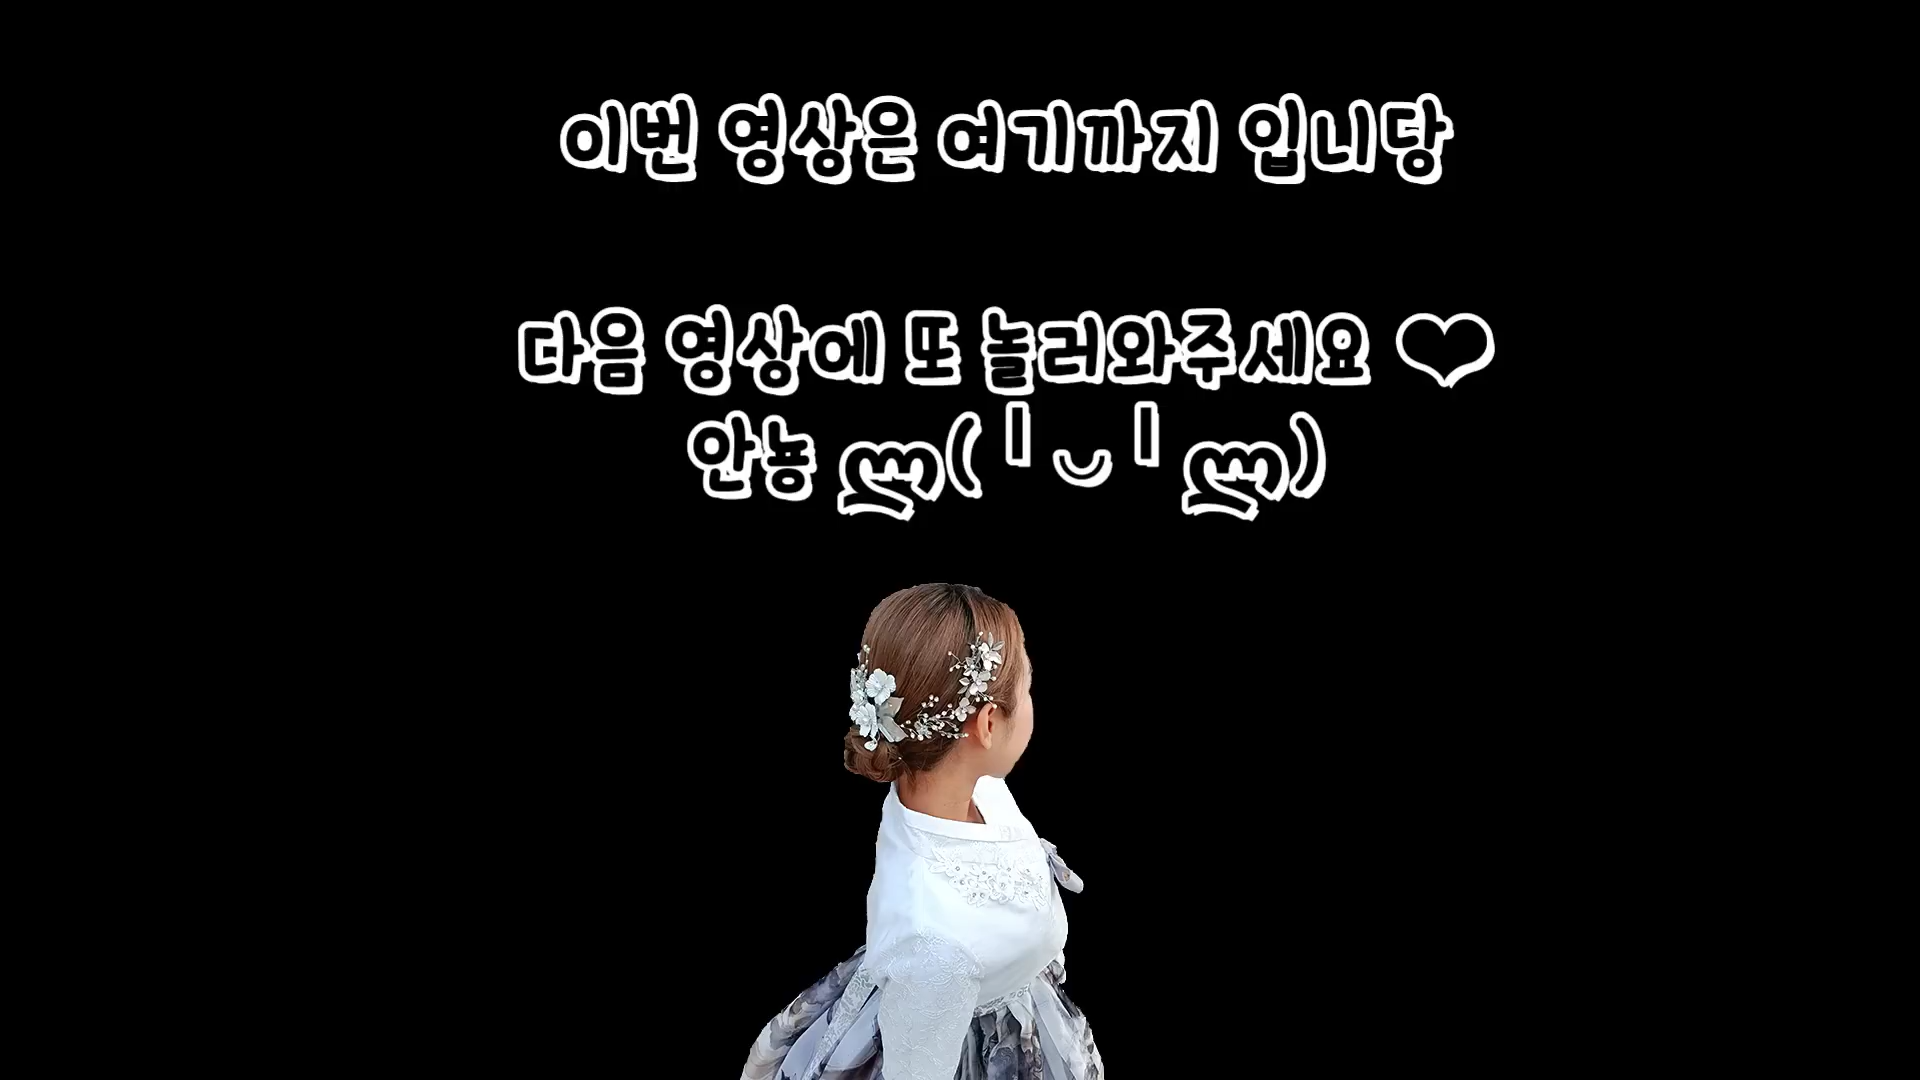 이번 영상은 여기까지 입니당
다음 영상에 또 놀러와주세요 ♡
안뇽 ლ(╹◡╹ლ)